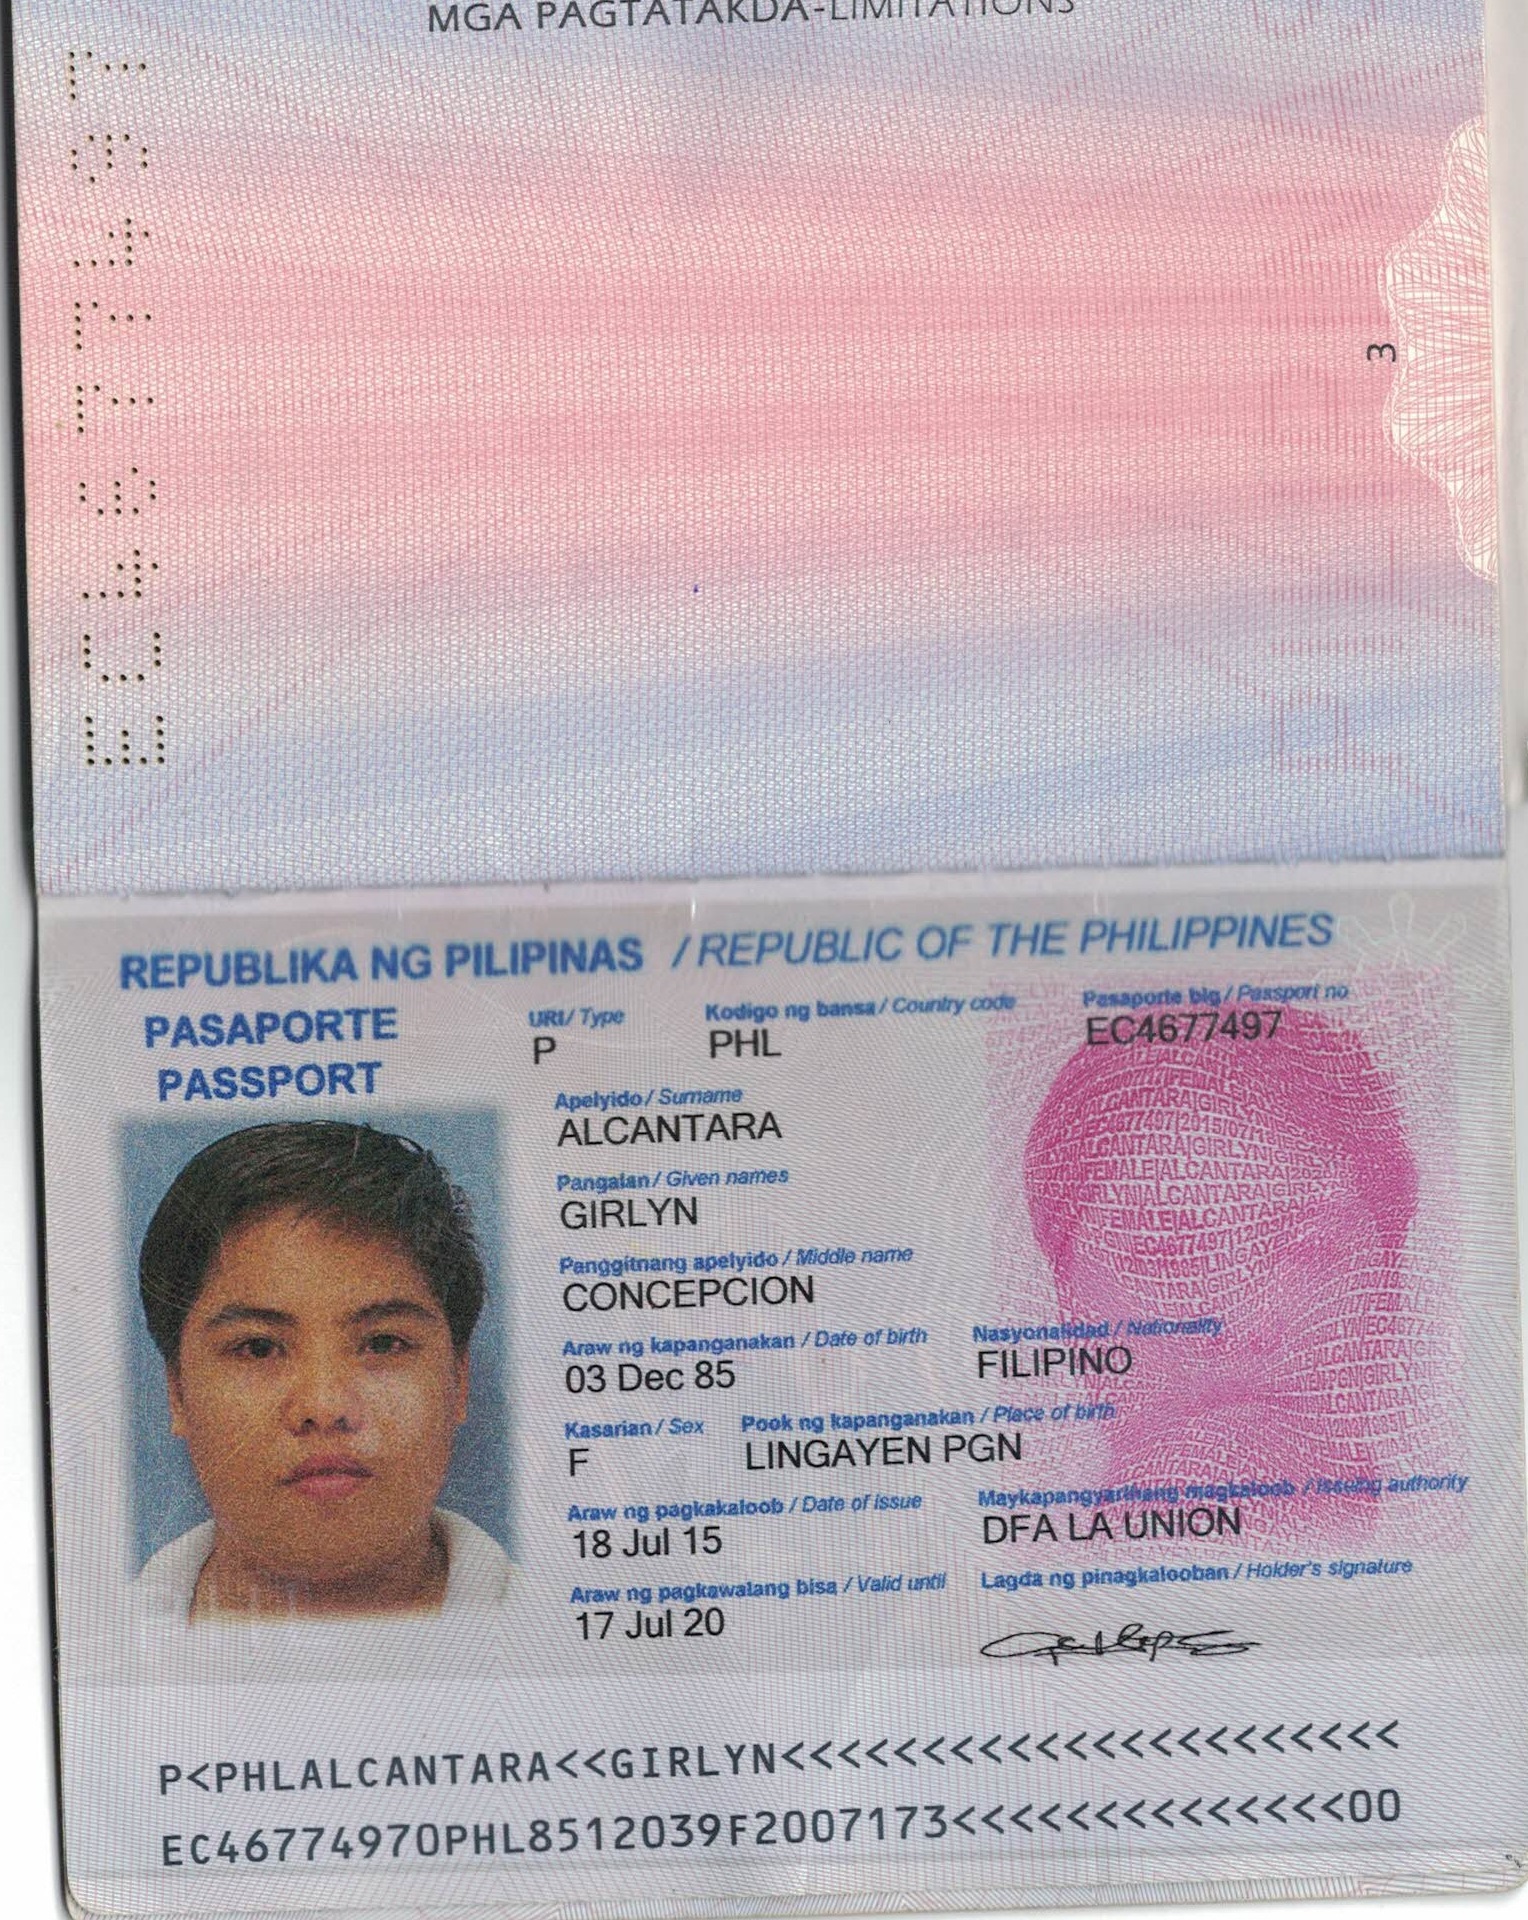 MGA PAGTATAKDA-LIMITATIONS
3
EC4677497
REPUBLIKA NG PILIPINAS / REPUBLIC OF THE PHILIPPINES
PASAPORTE
PASSPORT
URI/ Type
Kodigo ng bansa / Country code
Pasaporte blg / Passport no
P
PHL
EC4677497
Apelyido / Surname
ALCANTARA
Pangalan / Given names
GIRLYN
Panggitnang apelyido / Middle name
CONCEPCION
Araw ng kapanganakan / Date of birth
Nasyonalidad / Nationality
03 Dec 85
FILIPINO
Kasarian / Sex
Pook ng kapanganakan / Place of birth
F
LINGAYEN PGN
Araw ng pagkakaloob / Date of issue
Maykapangyarihang magkaloob / Issuing authority
18 Jul 15
DFA LA UNION
Araw ng pagkawalang bisa / Valid until
Lagda ng pinagkalooban / Holder's signature
17 Jul 20
P<PHLALCANTARA<<GIRLYN<<<<<<<<<<<<<<<<<<<<<<
EC46774970PHL8512039F2007173<<<<<<<<<<<<<<00